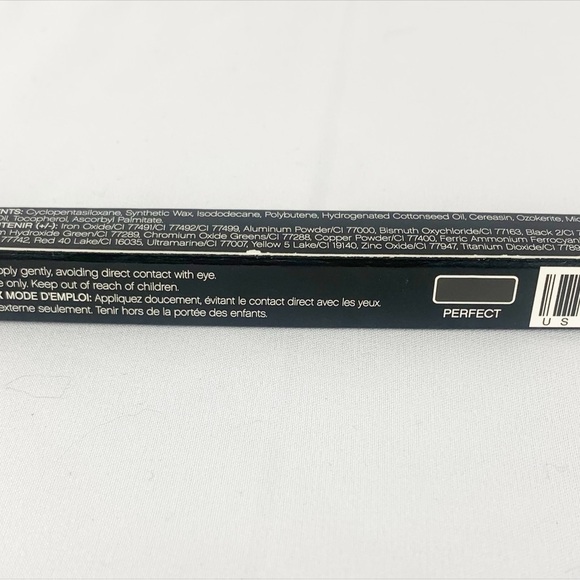 NTS: Cyclopentasiloxane, Synthetic Wax, Isododecane, Polybutene, Hydrogenated Cottonseed Oil, Ceresin, Ozokerite, Mic
Oil, Tocopherol, Ascorbyl Palmitate.
TENIR (+/-): Iron Oxide/CI 77491/CI 77492/CI 77499, Aluminum Powder/CI 77000, Bismuth Oxychloride/CI 77163, Black 2/CI 7
m Hydroxide Green/CI 77289, Chromium Oxide Greens/CI 77288, Copper Powder/CI 77400, Ferric Ammonium Ferrocyan
77742, Red 40 Lake/CI 16035, Ultramarine/CI 77007, Yellow 5 Lake/CI 19140, Zinc Oxide/CI 77947, Titanium Dioxide/CI 7789
pply gently, avoiding direct contact with eye.
e only. Keep out of reach of children.
X MODE D'EMPLOI: Appliquez doucement, évitant le contact direct avec les yeux.
externe seulement. Tenir hors de la portée des enfants.
PERFECT
U S